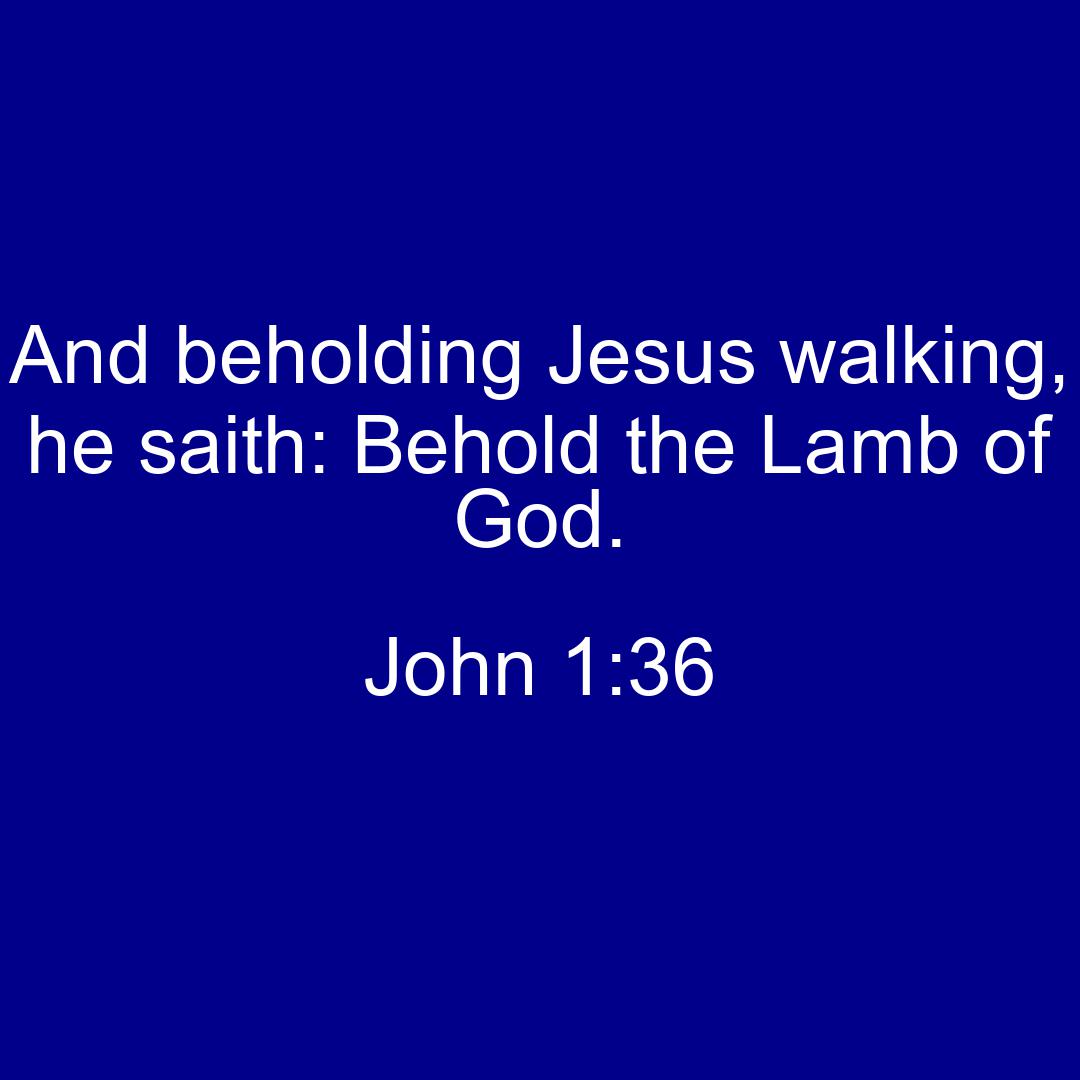 And beholding Jesus walking,
he saith: Behold the Lamb of
God.
John 1:36